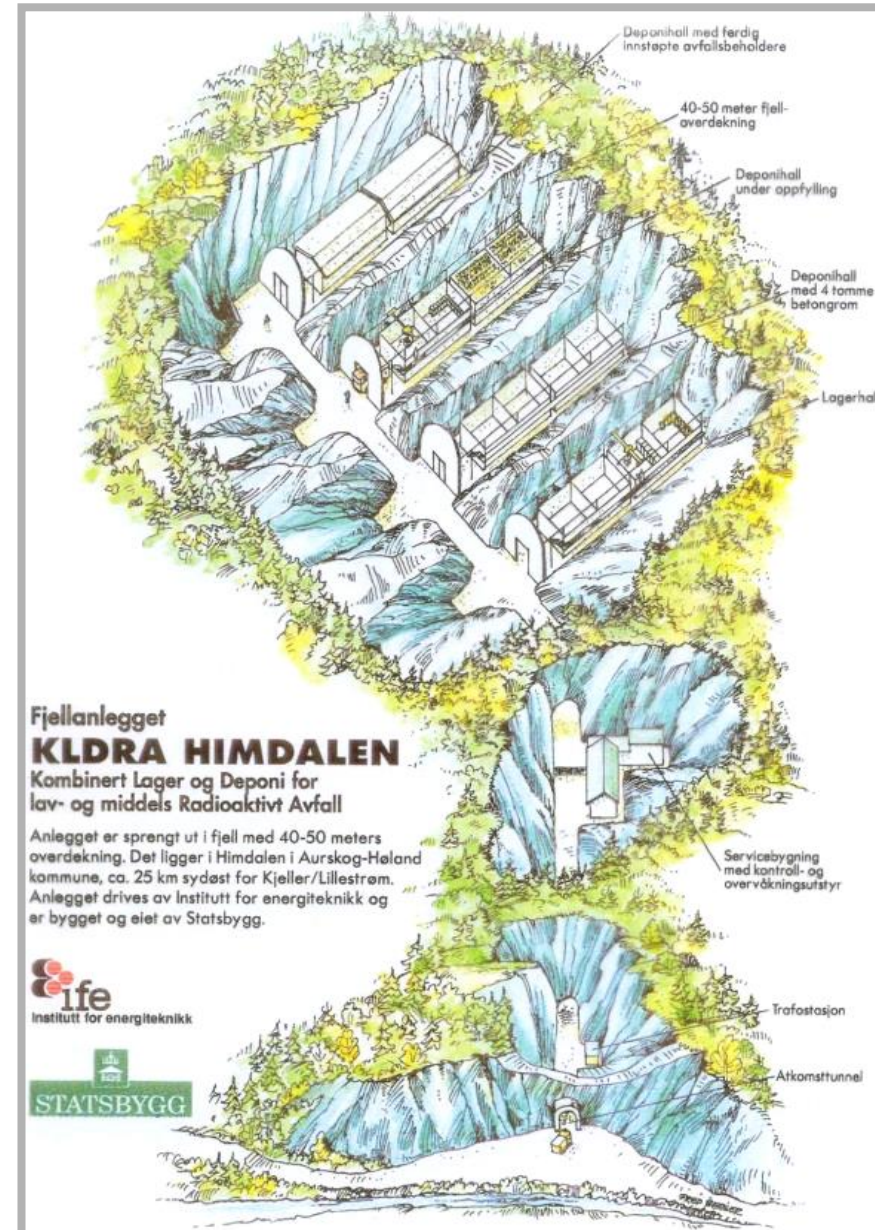 Deponihall med ferdig
innstøpte avfallsbeholdere
40-50 meter fjell-
overdekning
Deponihall
under oppfylling
Deponihall
med 4 tomme
betongrom
Lagerhal
Fjellanlegget
KLDRA HIMDALEN
Kombinert Lager og Deponi for
lav- og middels Radioaktivt Avfall
Anlegget er sprengt ut i fjell med 40-50 meters
overdekning. Det ligger i Himdalen i Aurskog-Høland
kommune, ca. 25 km sydøst for Kjeller/Lillestrøm.
Anlegget drives av Institutt for energiteknikk og
er bygget og eiet av Statsbygg.
Servicebygning
med kontroll- og
overvåkningsutstyr
ife
Institutt for energiteknikk
STATSBYGG
Trafostasjon
Atkomsttunnel